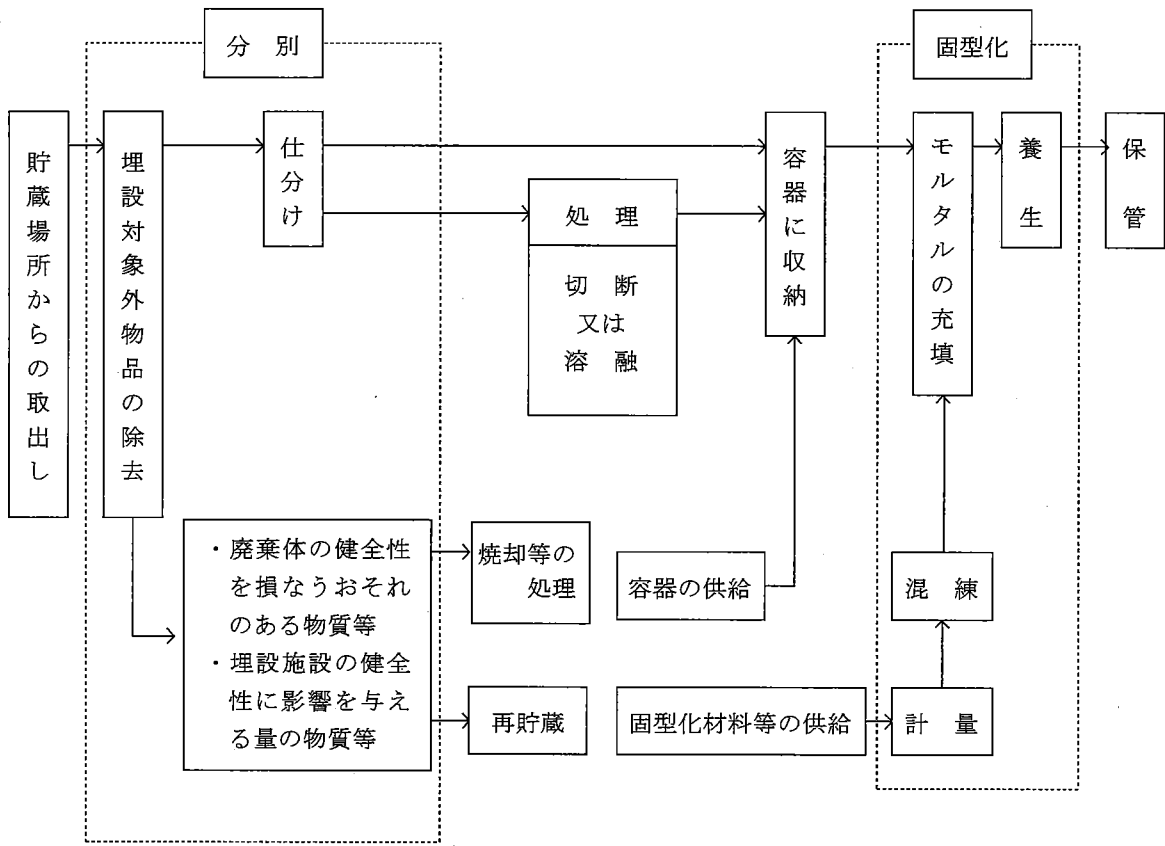 分別
固型化
貯蔵場所からの取出し
埋設対象外物品の除去
仕分け
処理
切断
又は
溶融
容器に収納
モルタルの充填
養生
保管
・廃棄体の健全性
を損なうおそれ
のある物質等
・埋設施設の健全
性に影響を与え
る量の物質等
焼却等の
処理
再貯蔵
容器の供給
固型化材料等の供給
混練
計量